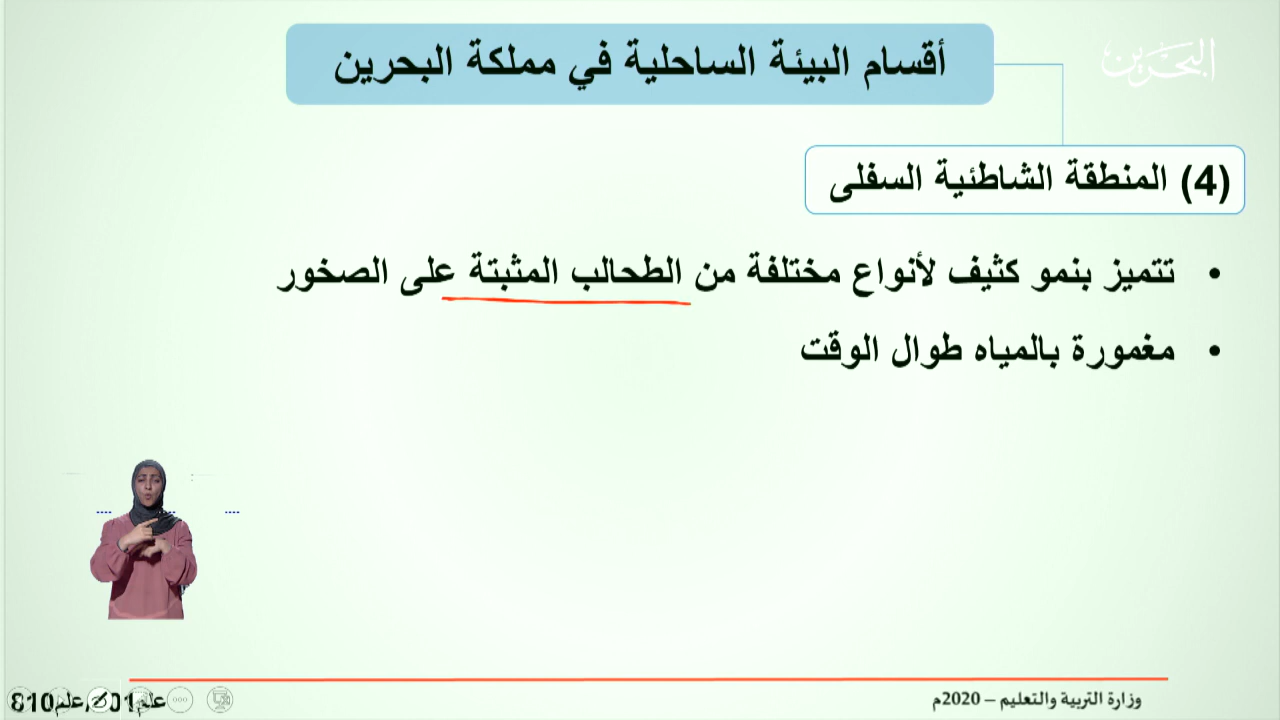 البحرين
أقسام البيئة الساحلية في مملكة البحرين
(4) المنطقة الشاطئية السفلى
• تتميز بنمو كثيف لأنواع مختلفة من الطحالب المثبتة على الصخور
• مغمورة بالمياه طوال الوقت
وزارة التربية والتعليم – 2020م